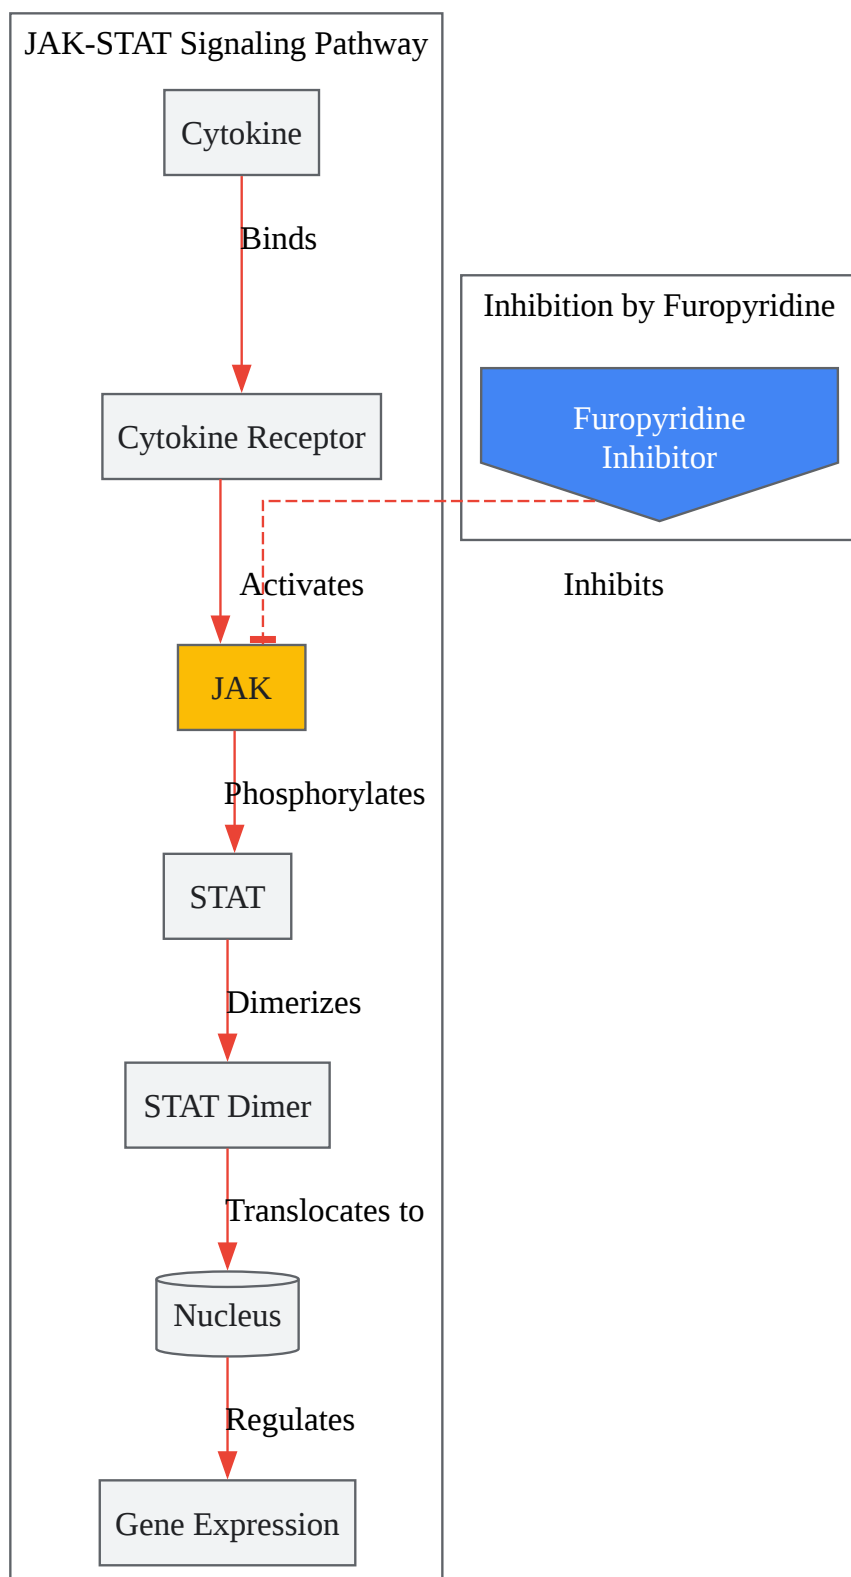 JAK-STAT Signaling Pathway
Cytokine
Binds
Inhibition by Furopyridine
Furopyridine
Inhibitor
Cytokine Receptor
Activates
Inhibits
JAK
Phosphorylates
STAT
Dimerizes
STAT Dimer
Translocates to
Nucleus
Regulates
Gene Expression